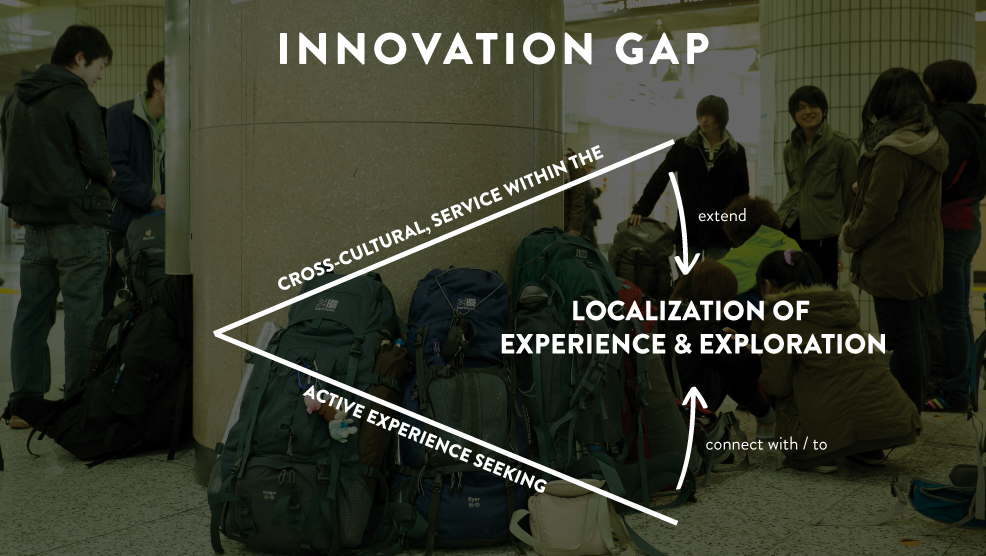 INNOVATION GAP
CROSS-CULTURAL, SERVICE WITHIN THE
extend
LOCALIZATION OF
EXPERIENCE & EXPLORATION
ACTIVE EXPERIENCE SEEKING
connect with / to